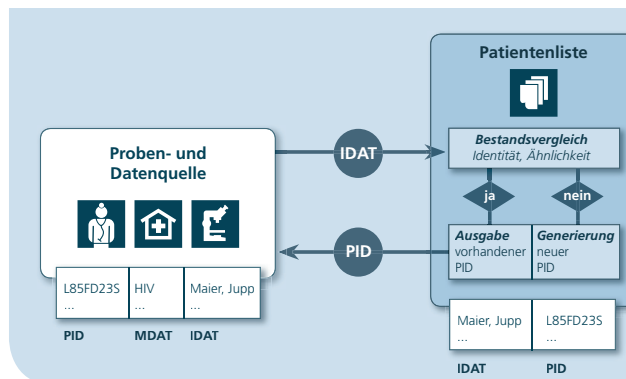 Patientenliste
Proben- und
Datenquelle
IDAT
Bestandsvergleich
Identität, Ähnlichkeit
ja
nein
PID
Ausgabe
vorhandener
PID
Generierung
neuer
PID
L85FD23S
...
HIV
...
Maier, Jupp
...
PID
MDAT
IDAT
Maier, Jupp
...
L85FD23S
...
IDAT
PID